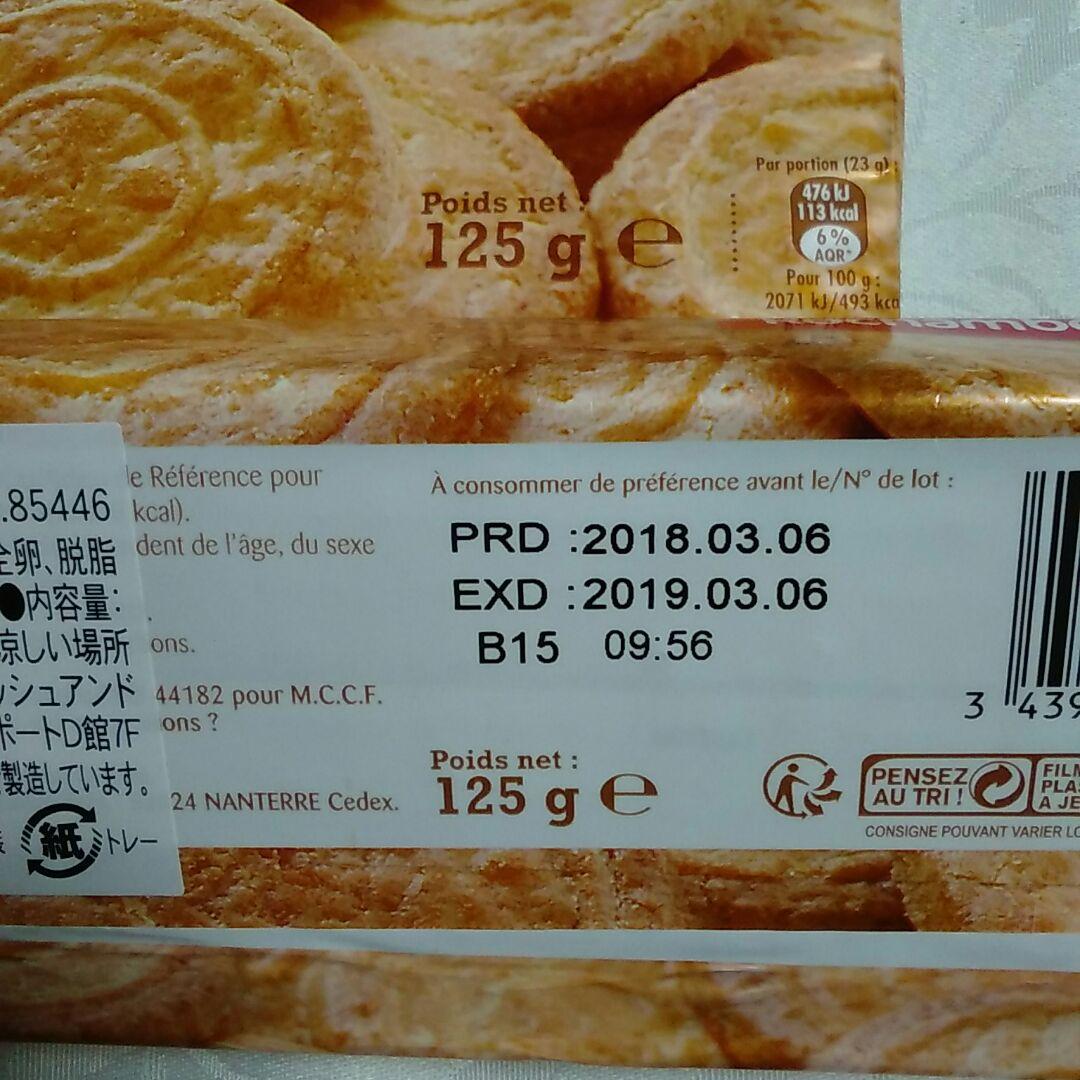 Par portion (23 g) :
476 kJ
113 kcal
6%
AQR*
Pour 100 g :
2071 kJ/493 kca
Poids net :
125 g e
.85446
全卵、脱脂
●内容量:
涼しい場所
ッシュアンド
ポートD館7F
製造しています。
紙 トレー
le Référence pour
kcal).
dent de l'âge, du sexe
ons.
44182 pour M.C.C.F.
ons ?
24 NANTERRE Cedex.
À consommer de préférence avant le/N° de lot :
PRD :2018.03.06
EXD :2019.03.06
B15 09:56
Poids net :
125 g e
3 439
PENSEZ
AU TRI !
FILM
PLAS
A JE
CONSIGNE POUVANT VARIER LO